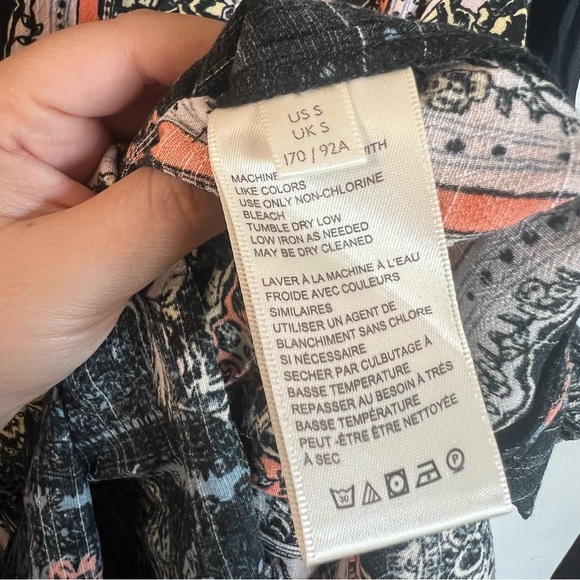 US S
UK S
170 / 92A
MACHINE ITH
LIKE COLORS
USE ONLY NON-CHLORINE
BLEACH
TUMBLE DRY LOW
LOW IRON AS NEEDED
MAY BE DRY CLEANED
LAVER À LA MACHINE À L'EAU
FROIDE AVEC COULEURS
SIMILAIRES
UTILISER UN AGENT DE
BLANCHIMENT SANS CHLORE
SI NÉCESSAIRE
SECHER PAR CULBUTAGE À
BASSE TEMPERATURE
REPASSER AU BESOIN À TRÈS
BASSE TEMPÉRATURE
PEUT -ÊTRE ÊTRE NETTOYÉE
À SEC
30
P